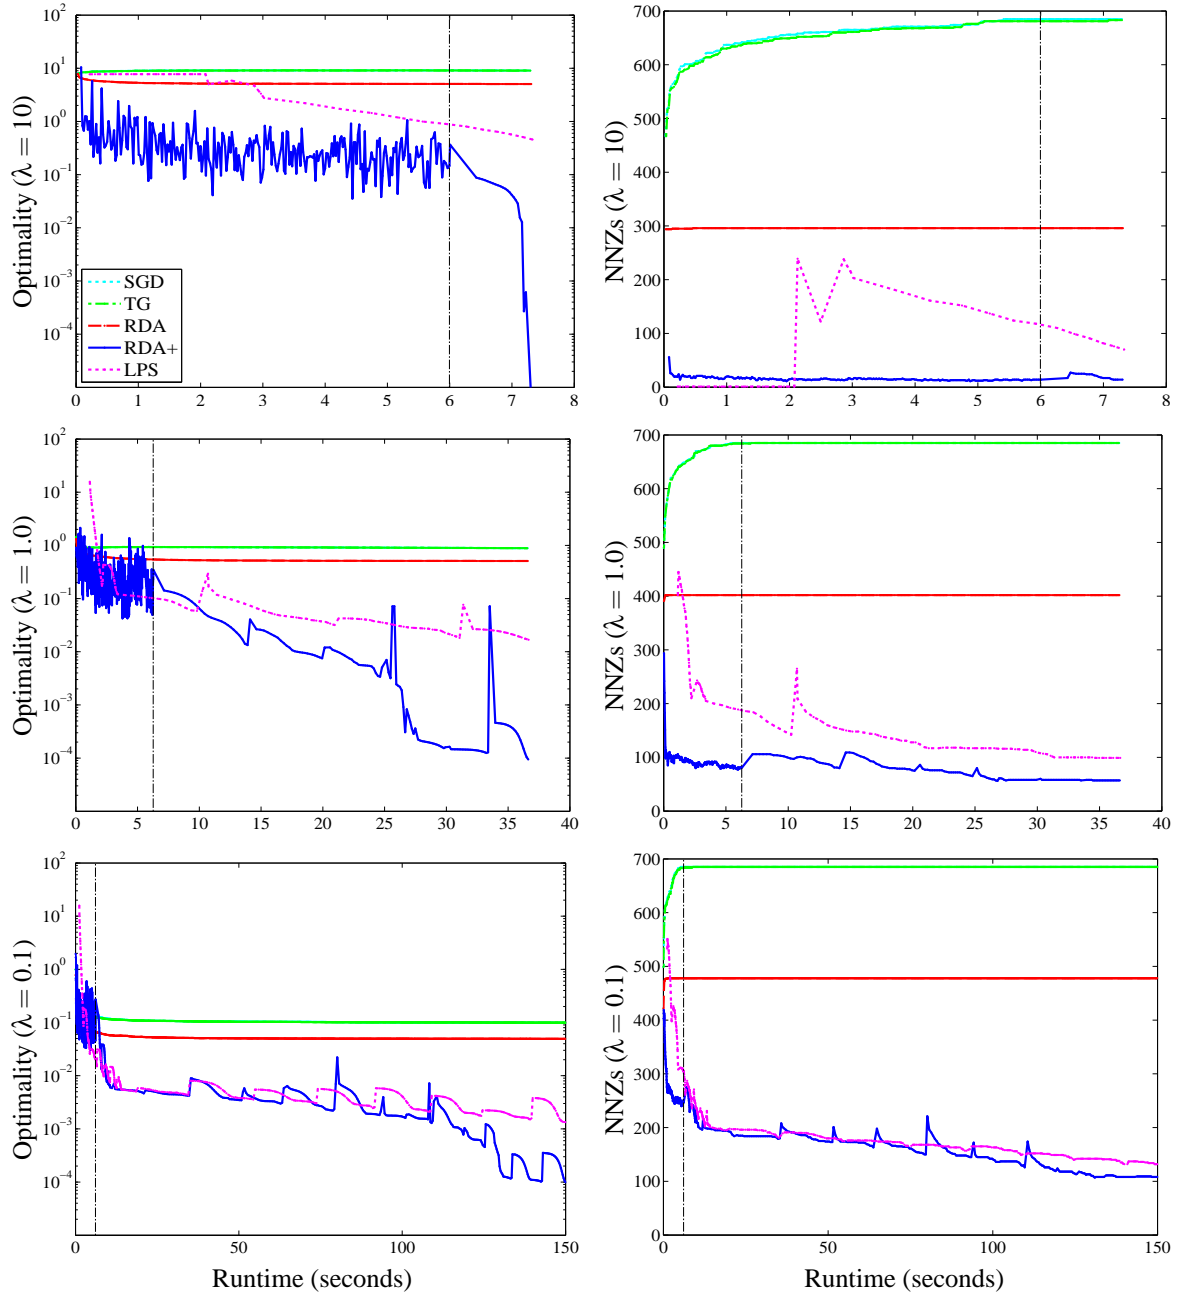 Optimality (λ = 10)
10^2
10^1
10^0
10^−1
10^−2
10^−3
10^−4
SGD
TG
RDA
RDA+
LPS
0 1 2 3 4 5 6 7 8
NNZs (λ = 10)
700
600
500
400
300
200
100
0
0 1 2 3 4 5 6 7 8
Optimality (λ = 1.0)
10^2
10^1
10^0
10^−1
10^−2
10^−3
10^−4
0 5 10 15 20 25 30 35 40
NNZs (λ = 1.0)
700
600
500
400
300
200
100
0
0 5 10 15 20 25 30 35 40
Optimality (λ = 0.1)
10^2
10^1
10^0
10^−1
10^−2
10^−3
10^−4
0 50 100 150
Runtime (seconds)
NNZs (λ = 0.1)
700
600
500
400
300
200
100
0
0 50 100 150
Runtime (seconds)